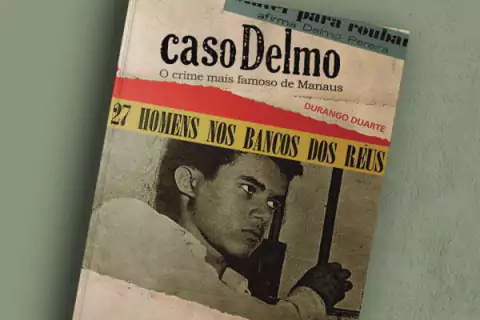 para roubar
afirma Delmo Pereira
caso Delmo
O crime mais famoso de Manaus
DURANGO DUARTE
27 HOMENS NOS BANCOS DOS RÉUS